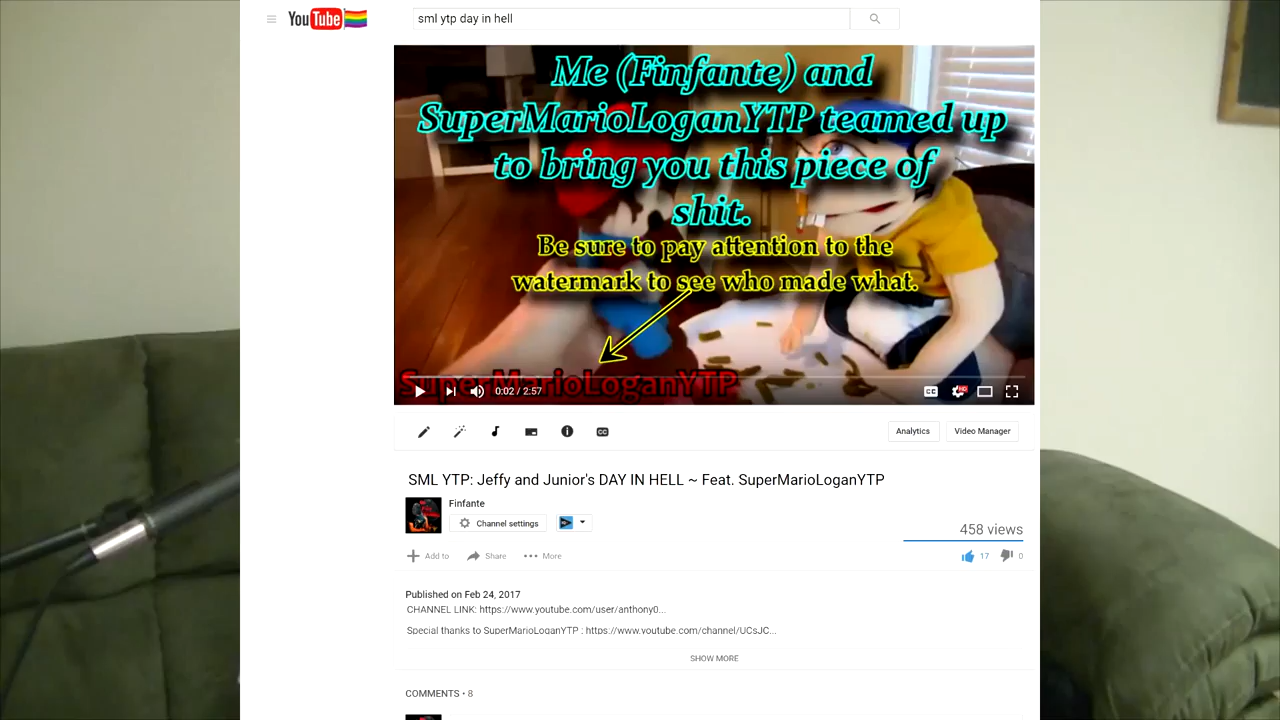 YouTube
sml ytp day in hell
Me (Finfante) and
SuperMarioLoganYTP teamed up
to bring you this piece of
shit.
Be sure to pay attention to the
watermark to see who made what.
SuperMarioLoganYTP
0:02 / 2:57
CC
HD
CC
Analytics
Video Manager
SML YTP: Jeffy and Junior's DAY IN HELL ~ Feat. SuperMarioLoganYTP
Finfante
Channel settings
458 views
Add to
Share
More
17
0
Published on Feb 24, 2017
CHANNEL LINK: https://www.youtube.com/user/anthony0...
Special thanks to SuperMarioLoganYTP : https://www.youtube.com/channel/UCsJC...
SHOW MORE
COMMENTS • 8